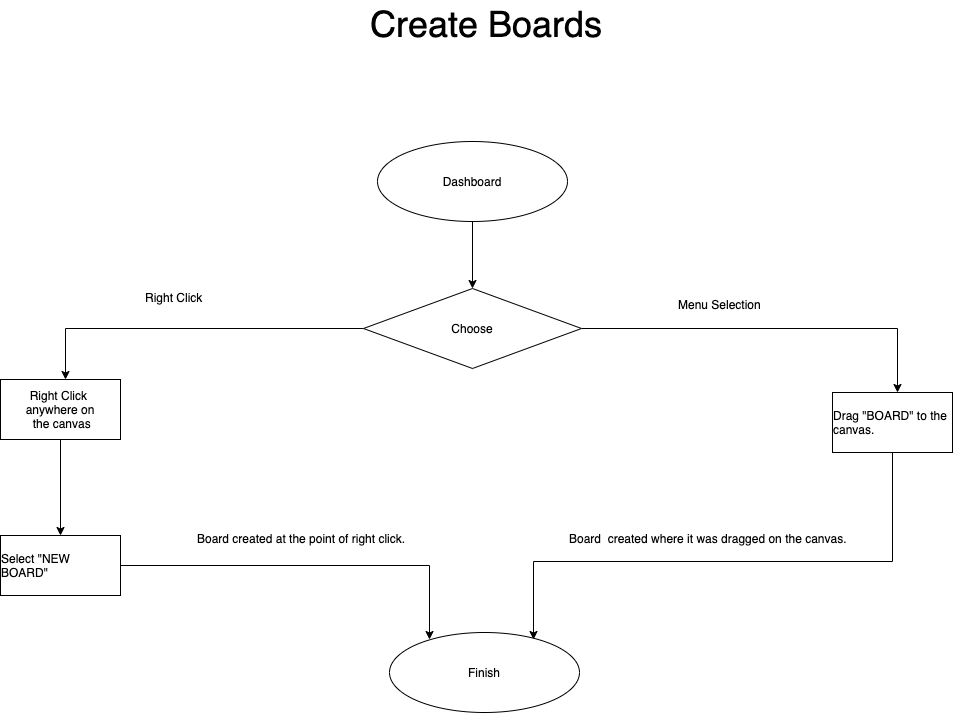 Create Boards
Dashboard
Right Click
Menu Selection
Choose
Right Click
anywhere on
the canvas
Drag "BOARD" to the
canvas.
Board created at the point of right click.
Board  created where it was dragged on the canvas.
Select "NEW
BOARD"
Finish